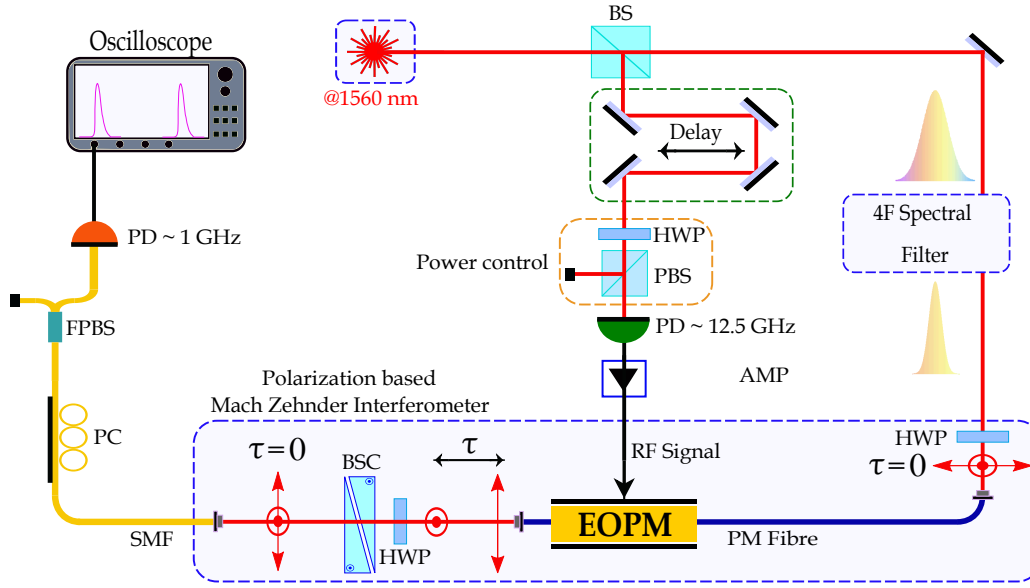 Oscilloscope
BS
@1560 nm
Delay
PD ~ 1 GHz
HWP
Power control
PBS
4F Spectral
Filter
FPBS
PD ~ 12.5 GHz
AMP
Polarization based
Mach Zehnder Interferometer
PC
HWP
τ=0
τ
τ=0
BSC
RF Signal
EOPM
SMF
HWP
PM Fibre